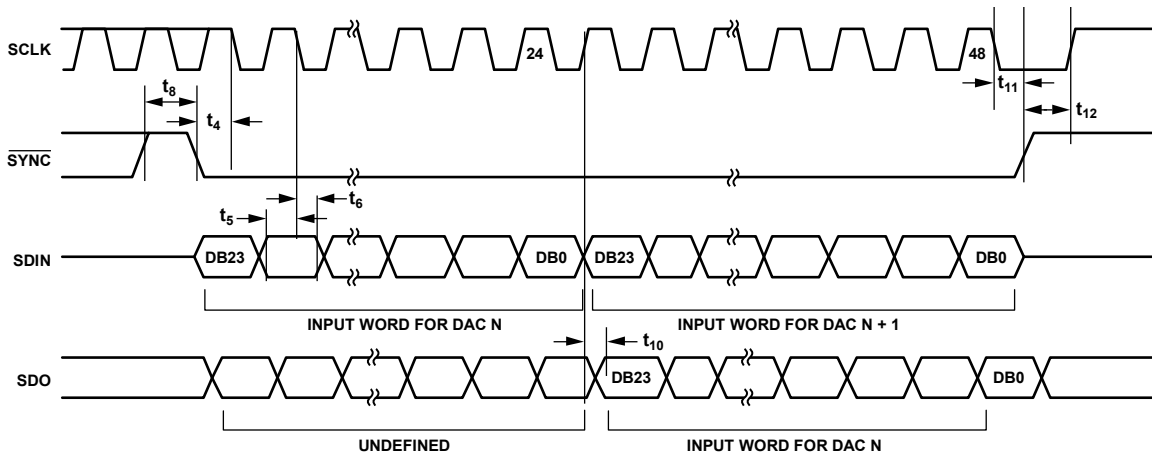 SCLK
24
48
t8
t4
t11
t12
SYNC
t5
t6
SDIN
DB23
DB0
DB23
DB0
INPUT WORD FOR DAC N
INPUT WORD FOR DAC N + 1
t10
SDO
DB23
DB0
UNDEFINED
INPUT WORD FOR DAC N